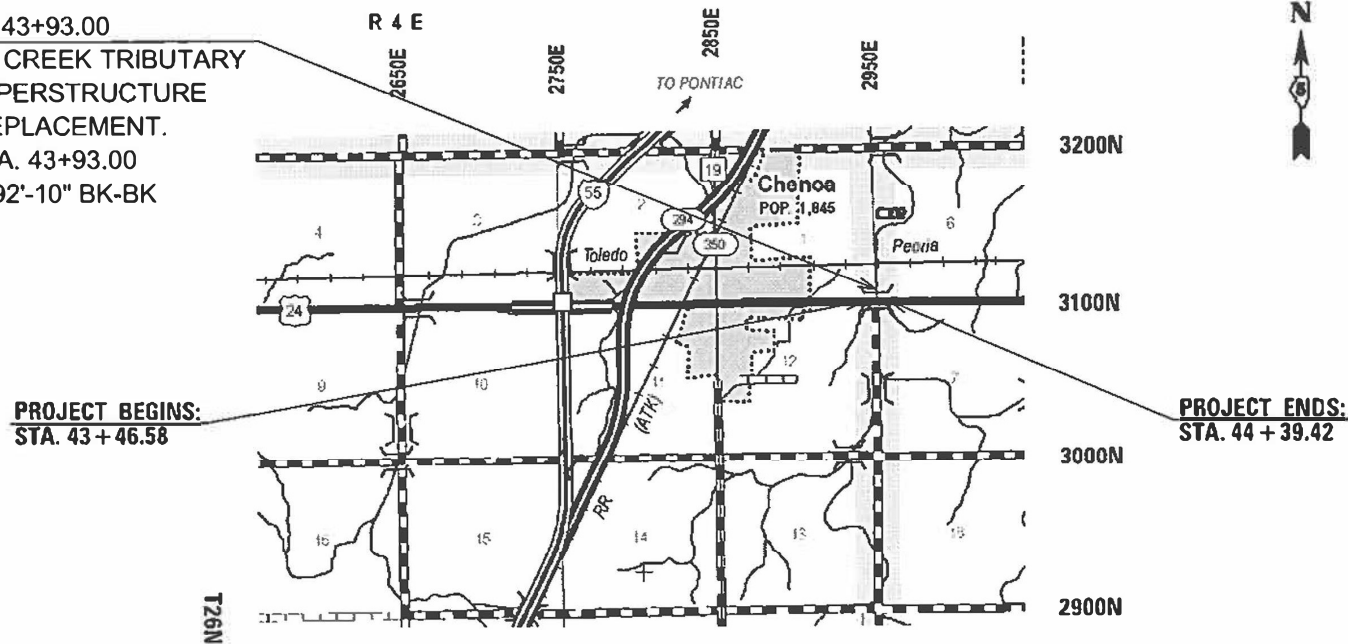 43+93.00
CREEK TRIBUTARY
PERSTRUCTURE
EPLACEMENT.
A. 43+93.00
92'-10" BK-BK
R 4 E
2650E
2750E
2850E
2950E
TO PONTIAC
N
3200N
19
Chenoa
POP. 1,845
55
294
350
4
3
2
1
6
Toledo
Peoria
24
3100N
9
10
11
12
7
(ATK)
PROJECT BEGINS:
STA. 43+46.58
PROJECT ENDS:
STA. 44+39.42
3000N
RR
16
15
14
13
18
2900N
T26N